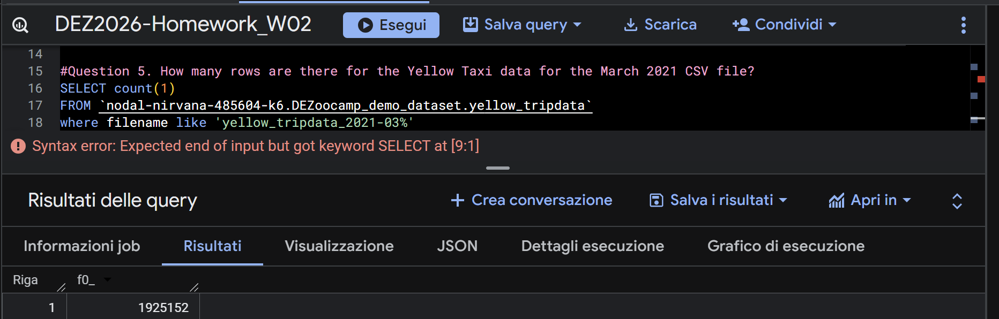 DEZ2026-Homework_W02 Esegui Salva query Scarica Condividi
14
15 #Question 5. How many rows are there for the Yellow Taxi data for the March 2021 CSV file?
16 SELECT count(1)
17 FROM `nodal-nirvana-485604-k6.DEZoocamp_demo_dataset.yellow_tripdata`
18 where filename like 'yellow_tripdata_2021-03%'
Syntax error: Expected end of input but got keyword SELECT at [9:1]
Risultati delle query Crea conversazione Salva i risultati Apri in
Informazioni job Risultati Visualizzazione JSON Dettagli esecuzione Grafico di esecuzione
Riga f0_
1 1925152